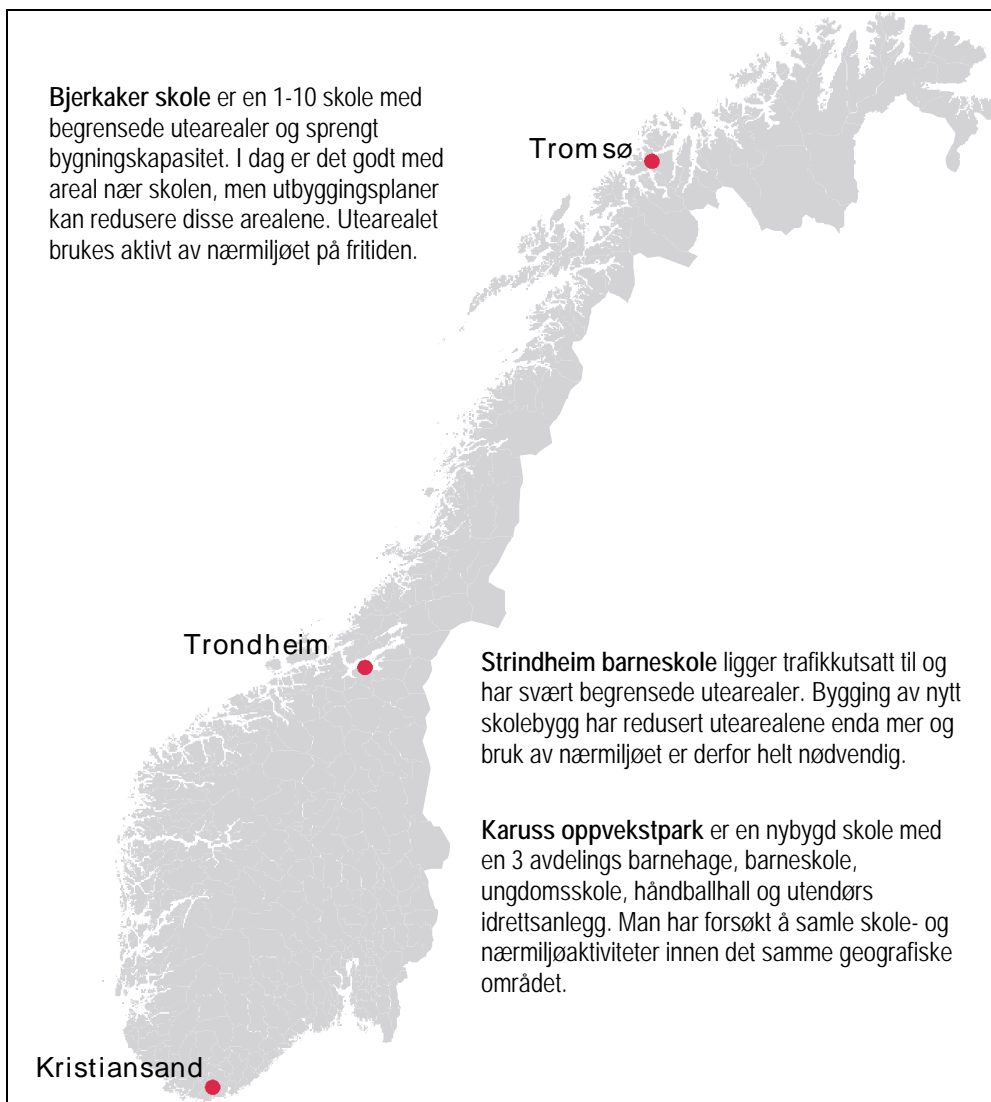 Bjerkaker skole er en 1-10 skole med
begrensede utearealer og sprengt
bygningskapasitet. I dag er det godt med
areal nær skolen, men utbyggingsplaner
kan redusere disse arealene. Utearealet
brukes aktivt av nærmiljøet på fritiden.
Tromsø
Trondheim
Strindheim barneskole ligger trafikkutsatt til og
har svært begrensede utearealer. Bygging av nytt
skolebygg har redusert utearealene enda mer og
bruk av nærmiljøet er derfor helt nødvendig.
Karuss oppvekstpark er en nybygd skole med
en 3 avdelings barnehage, barneskole,
ungdomsskole, håndballhall og utendørs
idrettsanlegg. Man har forsøkt å samle skole- og
nærmiljøaktiviteter innen det samme geografiske
området.
Kristiansand